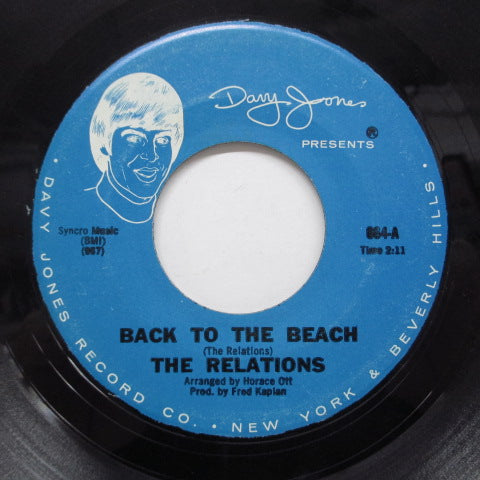 Davy Jones
PRESENTS ®
Syncro Music
(BMI)
(967)
Time 2:11
BACK TO THE BEACH
(The Relations)
THE RELATIONS
Arranged by Horace Ott
Prod. by Fred Kaplan
• DAVY JONES RECORD CO. • NEW YORK & BEVERLY HILLS •